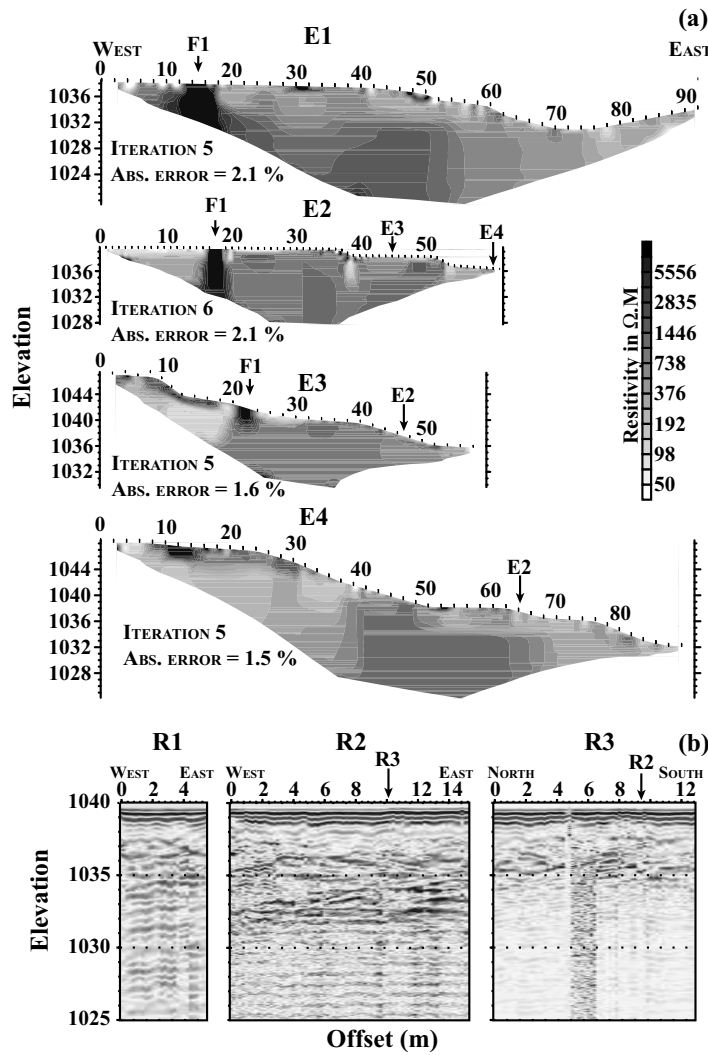 (a)
E1
WEST F1 EAST
0 10 20 30 40 50 60 70 80 90
1036
1032
1028
1024
ITERATION 5
ABS. ERROR = 2.1 %
F1 E2 E3 E4
0 10 20 30 40 50
1036
1032
1028
ITERATION 6
ABS. ERROR = 2.1 %
Elevation
F1 E3 E2
0 10 20 30 40 50
1044
1040
1036
1032
ITERATION 5
ABS. ERROR = 1.6 %
E4
E2
0 10 20 30 40 50 60 70 80
1044
1040
1036
1032
1028
ITERATION 5
ABS. ERROR = 1.5 %
Resitivity in Ω.M
5556
2835
1446
738
376
192
98
50
(b)
R1 R2 R3
WEST EAST WEST R3 EAST NORTH R2 SOUTH
0 2 4 0 2 4 6 8 10 12 14 0 2 4 6 8 12
1040
1035
1030
1025
Elevation
Offset (m)